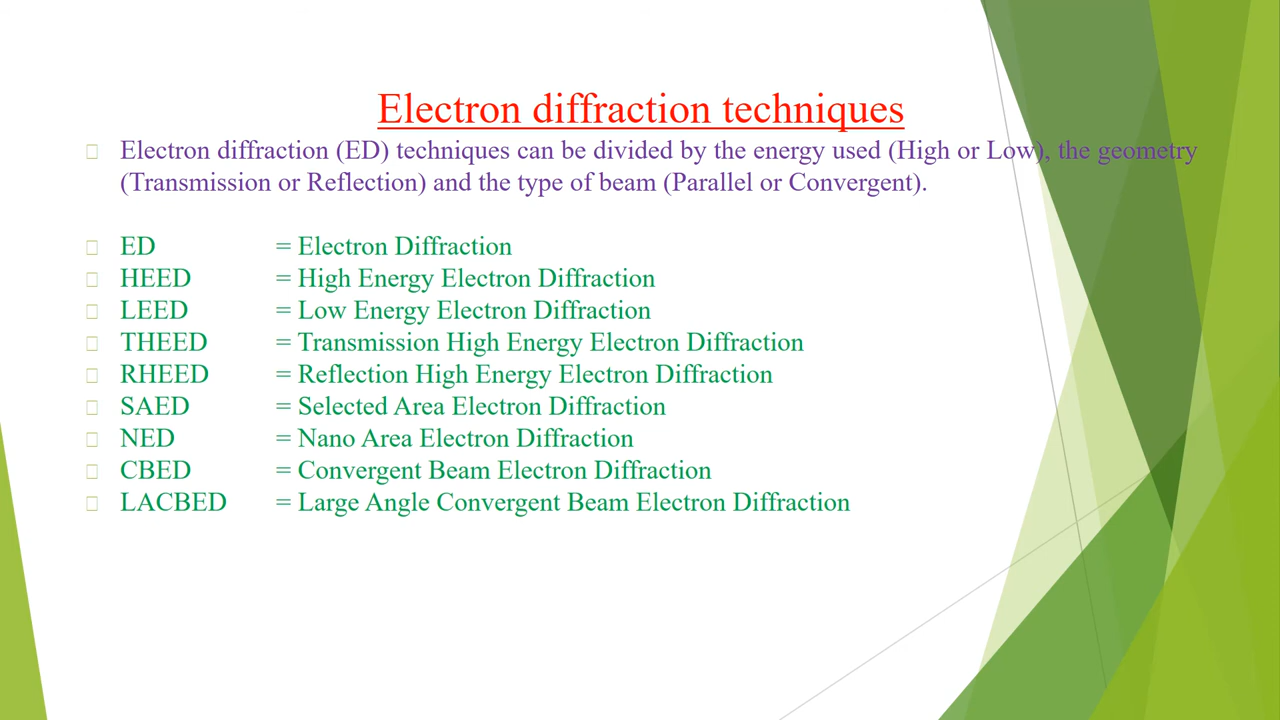 Electron diffraction techniques
Electron diffraction (ED) techniques can be divided by the energy used (High or Low), the geometry
(Transmission or Reflection) and the type of beam (Parallel or Convergent).
ED = Electron Diffraction
HEED = High Energy Electron Diffraction
LEED = Low Energy Electron Diffraction
THEED = Transmission High Energy Electron Diffraction
RHEED = Reflection High Energy Electron Diffraction
SAED = Selected Area Electron Diffraction
NED = Nano Area Electron Diffraction
CBED = Convergent Beam Electron Diffraction
LACBED = Large Angle Convergent Beam Electron Diffraction